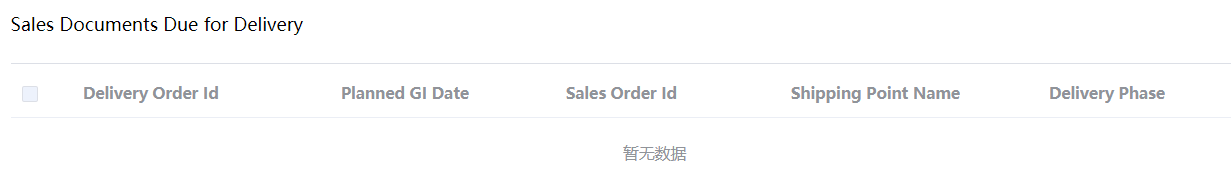 Sales Documents Due for Delivery
Delivery Order Id Planned GI Date Sales Order Id Shipping Point Name Delivery Phase
暂无数据